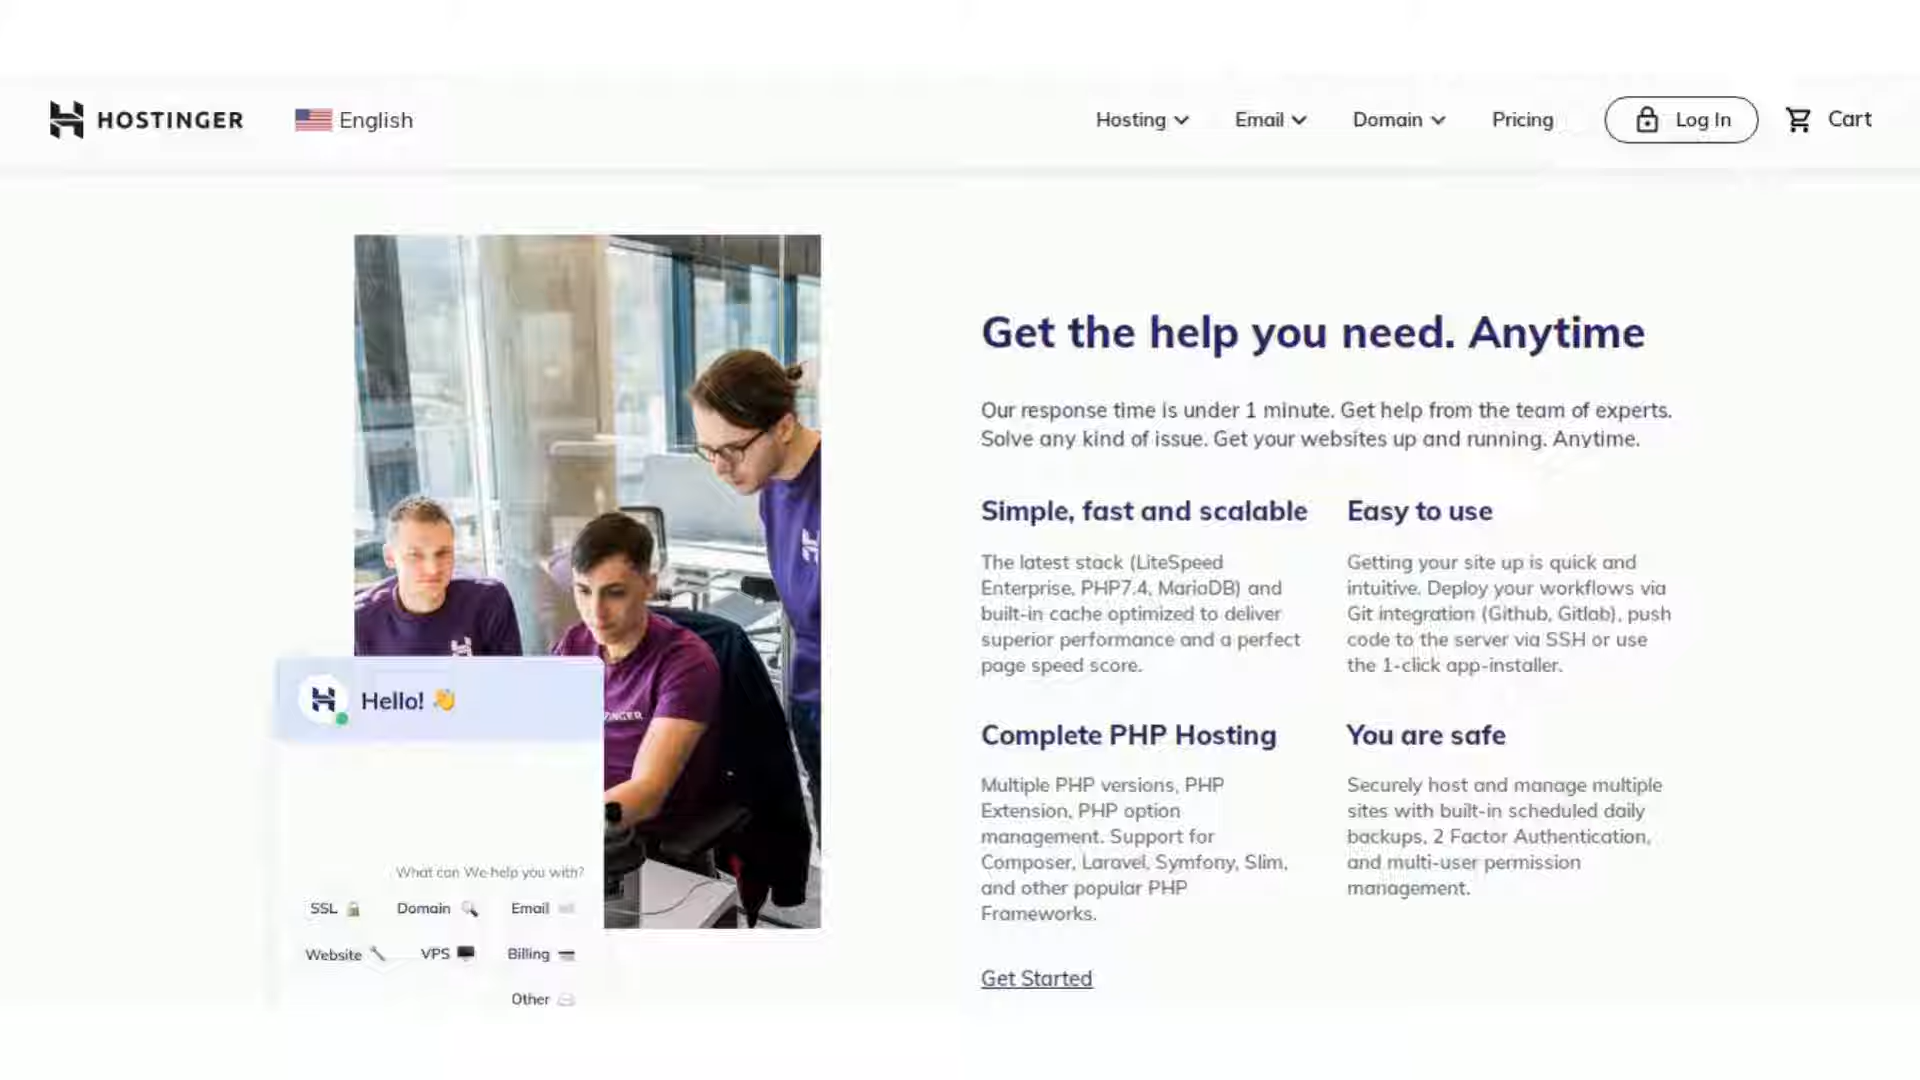 HOSTINGER
English
Hosting
Email
Domain
Pricing
Log In
Cart
Get the help you need. Anytime
Our response time is under 1 minute. Get help from the team of experts.
Solve any kind of issue. Get your websites up and running. Anytime.
Simple, fast and scalable
The latest stack (LiteSpeed
Enterprise, PHP7.4, MariaDB) and
built-in cache optimized to deliver
superior performance and a perfect
page speed score.
Easy to use
Getting your site up is quick and
intuitive. Deploy your workflows via
Git integration (Github, Gitlab), push
code to the server via SSH or use
the 1-click app-installer.
Complete PHP Hosting
Multiple PHP versions, PHP
Extension, PHP option
management. Support for
Composer, Laravel, Symfony, Slim,
and other popular PHP
Frameworks.
You are safe
Securely host and manage multiple
sites with built-in scheduled daily
backups, 2 Factor Authentication,
and multi-user permission
management.
Get Started
Hello! 👋
What can We help you with?
SSL
Domain
Email
Website
VPS
Billing
Other